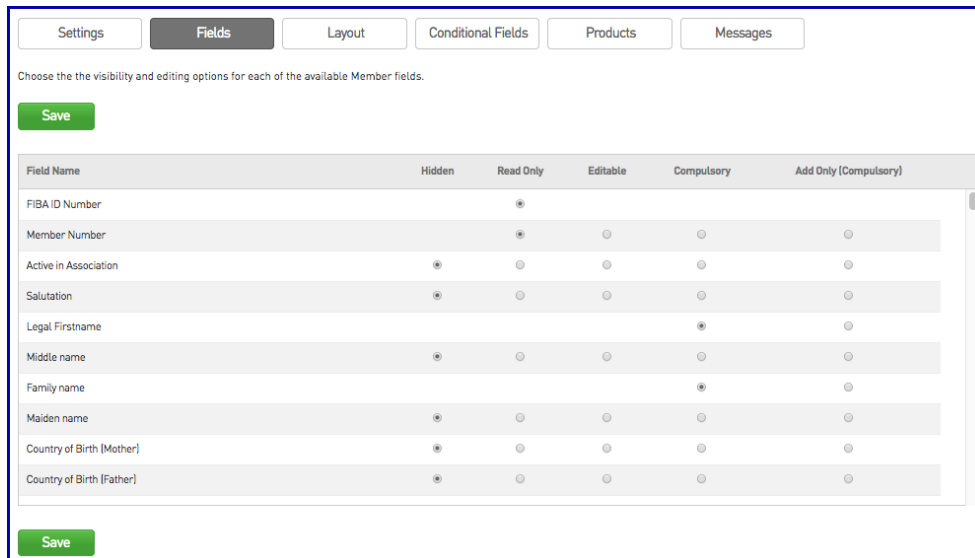 Settings Fields Layout Conditional Fields Products Messages
Choose the the visibility and editing options for each of the available Member fields.
Save
Field Name Hidden Read Only Editable Compulsory Add Only (Compulsory)
FIBA ID Number
Member Number
Active in Association
Salutation
Legal Firstname
Middle name
Family name
Maiden name
Country of Birth (Mother)
Country of Birth (Father)
Save